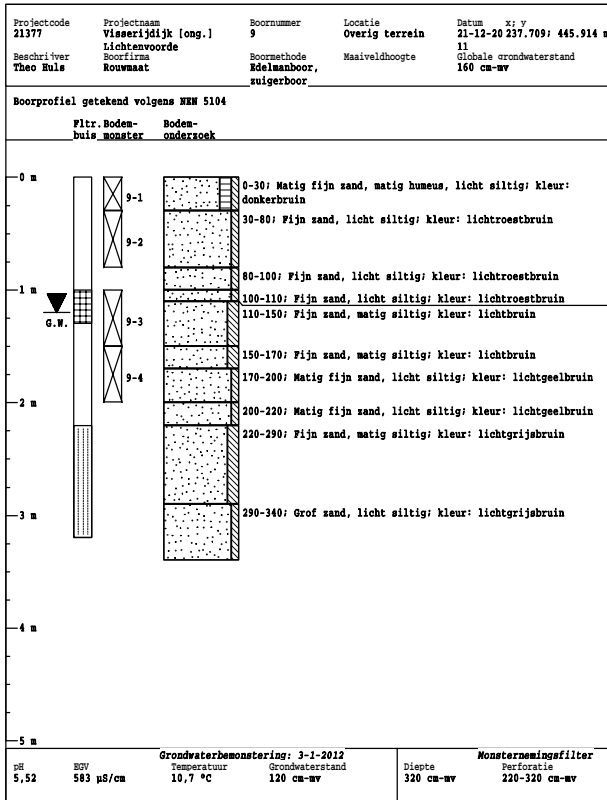 Projectcode Projectnaam Boornummer Locatie Datum x; y
21377 Visserijdijk [ong.] 9 Overig terrein 21-12-20 237.709; 445.914 m
Lichtenvoorde 11
Beschrijver Boorfirma Boormethode Maaiveldhoogte Globale grondwaterstand
Theo Huls Rouwmaat Edelmanboor, 160 cm-mv
zuigerboor
Boorprofiel getekend volgens NEN 5104
Fltr. Bodem- Bodem-
buis monster onderzoek
0 m
9-1
0-30; Matig fijn zand, matig humeus, licht siltig; kleur:
donkerbruin
30-80; Fijn zand, licht siltig; kleur: lichtroestbruin
9-2
80-100; Fijn zand, licht siltig; kleur: lichtroestbruin
1 m
100-110; Fijn zand, licht siltig; kleur: lichtroestbruin
110-150; Fijn zand, matig siltig; kleur: lichtbruin
G.W.
9-3
150-170; Fijn zand, matig siltig; kleur: lichtbruin
9-4
170-200; Matig fijn zand, licht siltig; kleur: lichtgeelbruin
2 m
200-220; Matig fijn zand, licht siltig; kleur: lichtgeelbruin
220-290; Fijn zand, matig siltig; kleur: lichtgrijsbruin
3 m
290-340; Grof zand, licht siltig; kleur: lichtgrijsbruin
4 m
5 m
Grondwaterbemonstering: 3-1-2012 Monsternemingsfilter
pH EGV Temperatuur Grondwaterstand Diepte Perforatie
5,52 583 µS/cm 10,7 °C 120 cm-mv 320 cm-mv 220-320 cm-mv